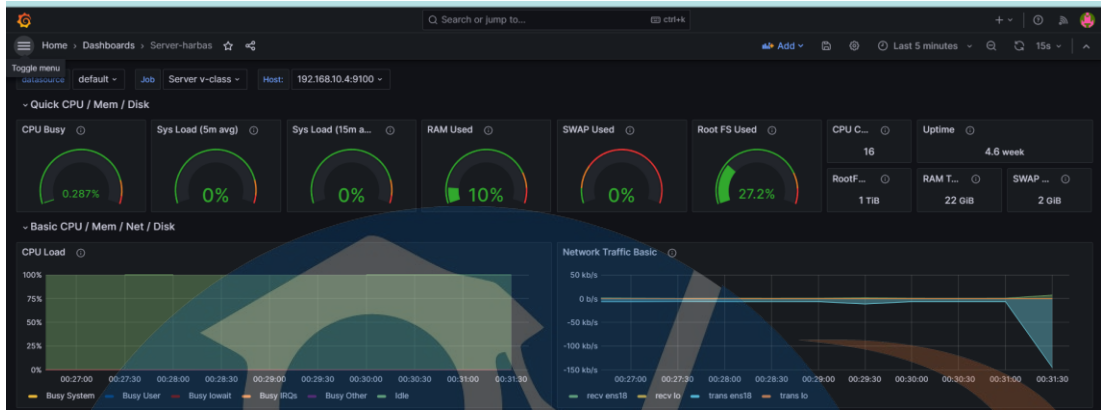 Search or jump to... ctrl+k
Home › Dashboards › Server-harbas Add Last 5 minutes 15s
Toggle menu
datasource default Job Server v-class Host: 192.168.10.4:9100
Quick CPU / Mem / Disk
CPU Busy Sys Load (5m avg) Sys Load (15m a... RAM Used SWAP Used Root FS Used CPU C... Uptime
16 4.6 week
0.287% 0% 0% 10% 0% 27.2%
RootF... RAM T... SWAP ...
1 TiB 22 GiB 2 GiB
Basic CPU / Mem / Net / Disk
CPU Load
100%
75%
50%
25%
0%
00:27:00 00:27:30 00:28:00 00:28:30 00:29:00 00:29:30 00:30:00 00:30:30 00:31:00 00:31:30
Busy System Busy User Busy Iowait Busy IRQs Busy Other Idle
Network Traffic Basic
50 kb/s
0 b/s
-50 kb/s
-100 kb/s
-150 kb/s
00:27:00 00:27:30 00:28:00 00:28:30 00:29:00 00:29:30 00:30:00 00:30:30 00:31:00 00:31:30
recv ens18 recv lo trans ens18 trans lo